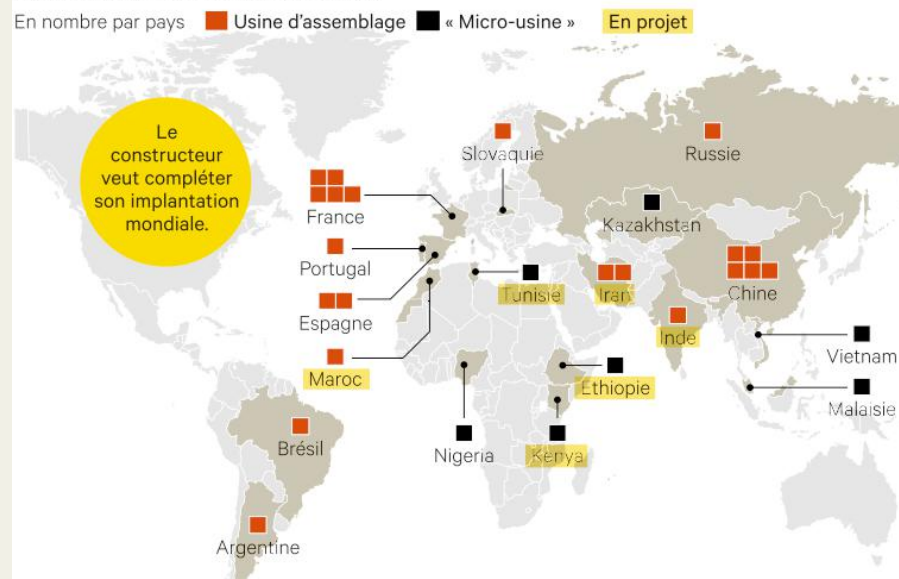 En nombre par pays Usine d’assemblage « Micro-usine » En projet
Le
constructeur
veut compléter
son implantation
mondiale.
Slovaquie
Russie
France
Kazakhstan
Portugal
Chine
Tunisie
Iran
Espagne
Inde
Vietnam
Maroc
Ethiopie
Malaisie
Brésil
Nigeria
Kenya
Argentine